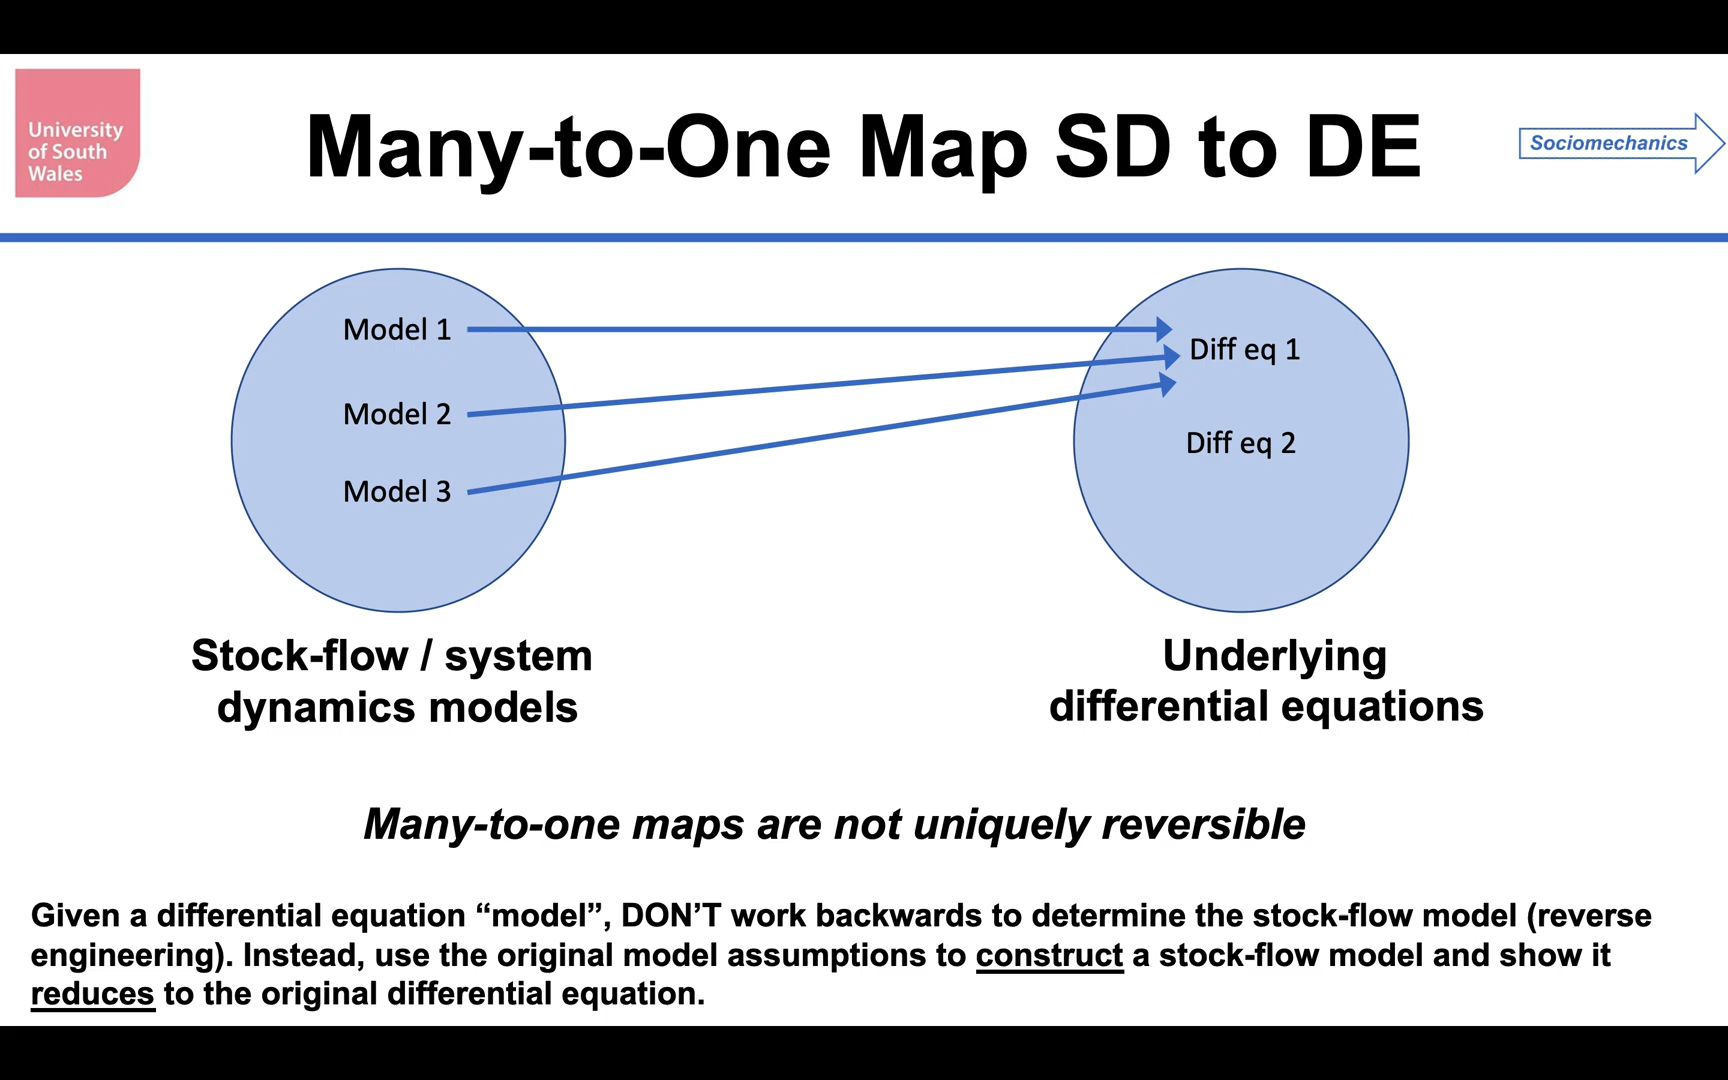 University
of South
Wales
Many-to-One Map SD to DE
Sociomechanics
Model 1
Model 2
Model 3
Diff eq 1
Diff eq 2
Stock-flow / system
dynamics models
Underlying
differential equations
Many-to-one maps are not uniquely reversible
Given a differential equation “model”, DON’T work backwards to determine the stock-flow model (reverse
engineering). Instead, use the original model assumptions to construct a stock-flow model and show it
reduces to the original differential equation.